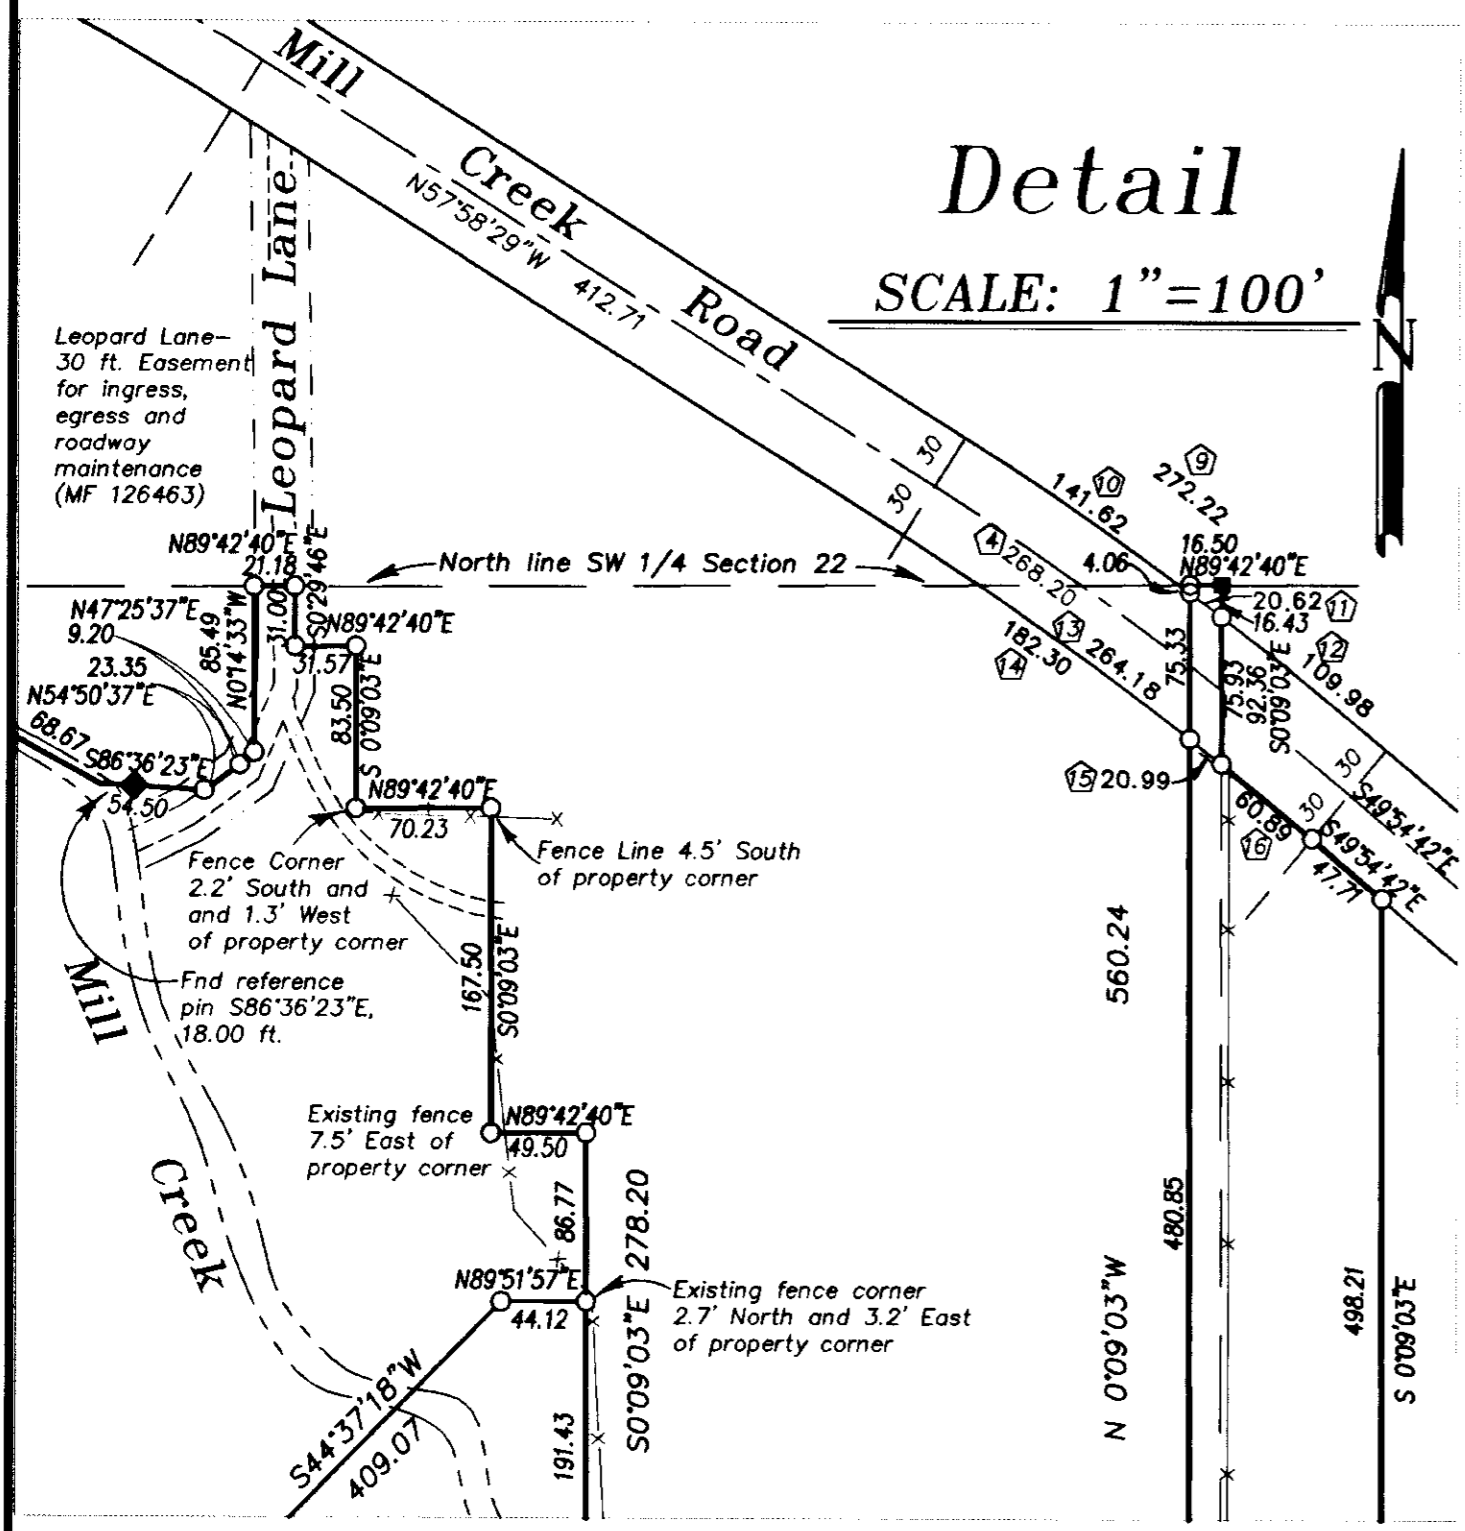 Mill
Creek
Road
N57°58'29"W 412.71
Detail
SCALE: 1"=100'
N
Leopard Lane
Leopard Lane-
30 ft. Easement
for ingress,
egress and
roadway
maintenance
(MF 126463)
30
30
141.62
10
9
272.22
N89°42'40"E
21.18
North line SW 1/4 Section 22
4
268.20
4.06
16.50
N89°42'40"E
20.62
11
16.43
12
109.98
N47°25'37"E
9.20
85.49
N0°14'33"W
31.00
S0°29'46"E
N89°42'40"E
31.57
13
264.18
182.30
14
75.33
75.93
92.36
S0°09'03"E
23.35
N54°50'37"E
68.67
S86°36'23"E
54.50
83.50
S 0°09'03"E
N89°42'40"E
70.23
15
20.99
30
30
S49°54'42"E
60.89
16
S49°54'42"E
47.71
Fence Corner
2.2' South and
and 1.3' West
of property corner
Fence Line 4.5' South
of property corner
Fnd reference
pin S86°36'23"E,
18.00 ft.
167.50
S0°09'03"E
560.24
N 0°09'03"W
Mill
Creek
Existing fence
7.5' East of
property corner
N89°42'40"E
49.50
86.77
S0°09'03"E 278.20
480.85
N89°51'57"E
44.12
Existing fence corner
2.7' North and 3.2' East
of property corner
498.21
S 0°09'03"E
S44°37'18"W
409.07
191.43